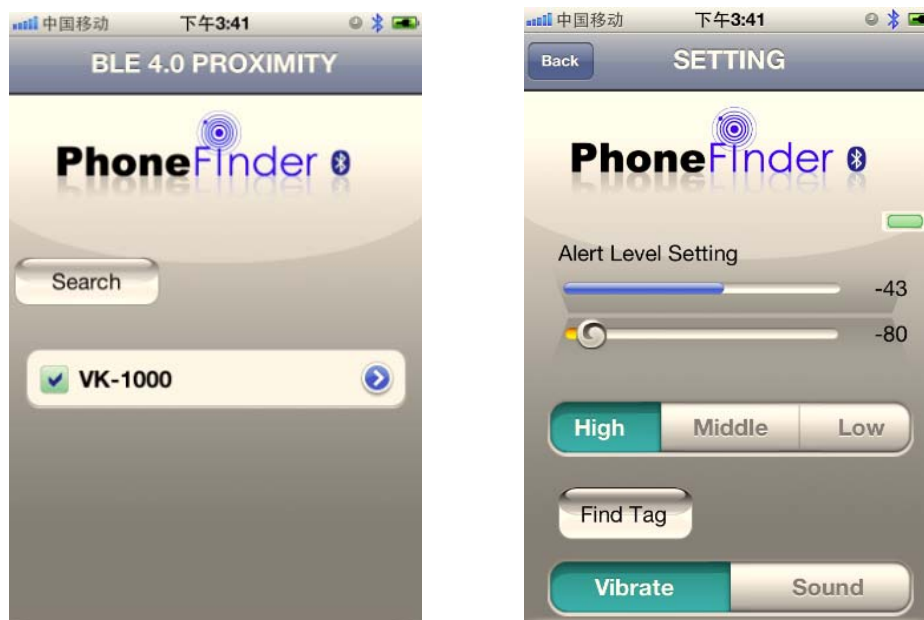 中国移动 下午3:41
BLE 4.0 PROXIMITY
PhoneFInder
Search
VK-1000
中国移动 下午3:41
Back SETTING
PhoneFInder
Alert Level Setting
-43
-80
High Middle Low
Find Tag
Vibrate Sound